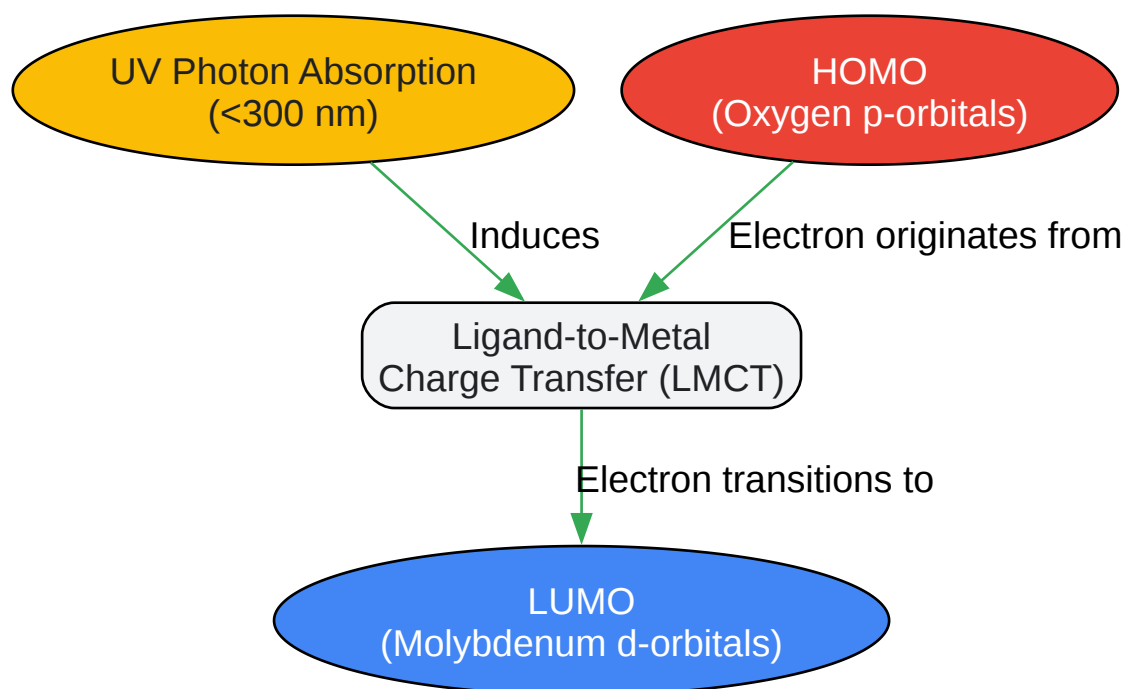 UV Photon Absorption
(<300 nm)
HOMO
(Oxygen p-orbitals)
Induces
Electron originates from
Ligand-to-Metal
Charge Transfer (LMCT)
Electron transitions to
LUMO
(Molybdenum d-orbitals)